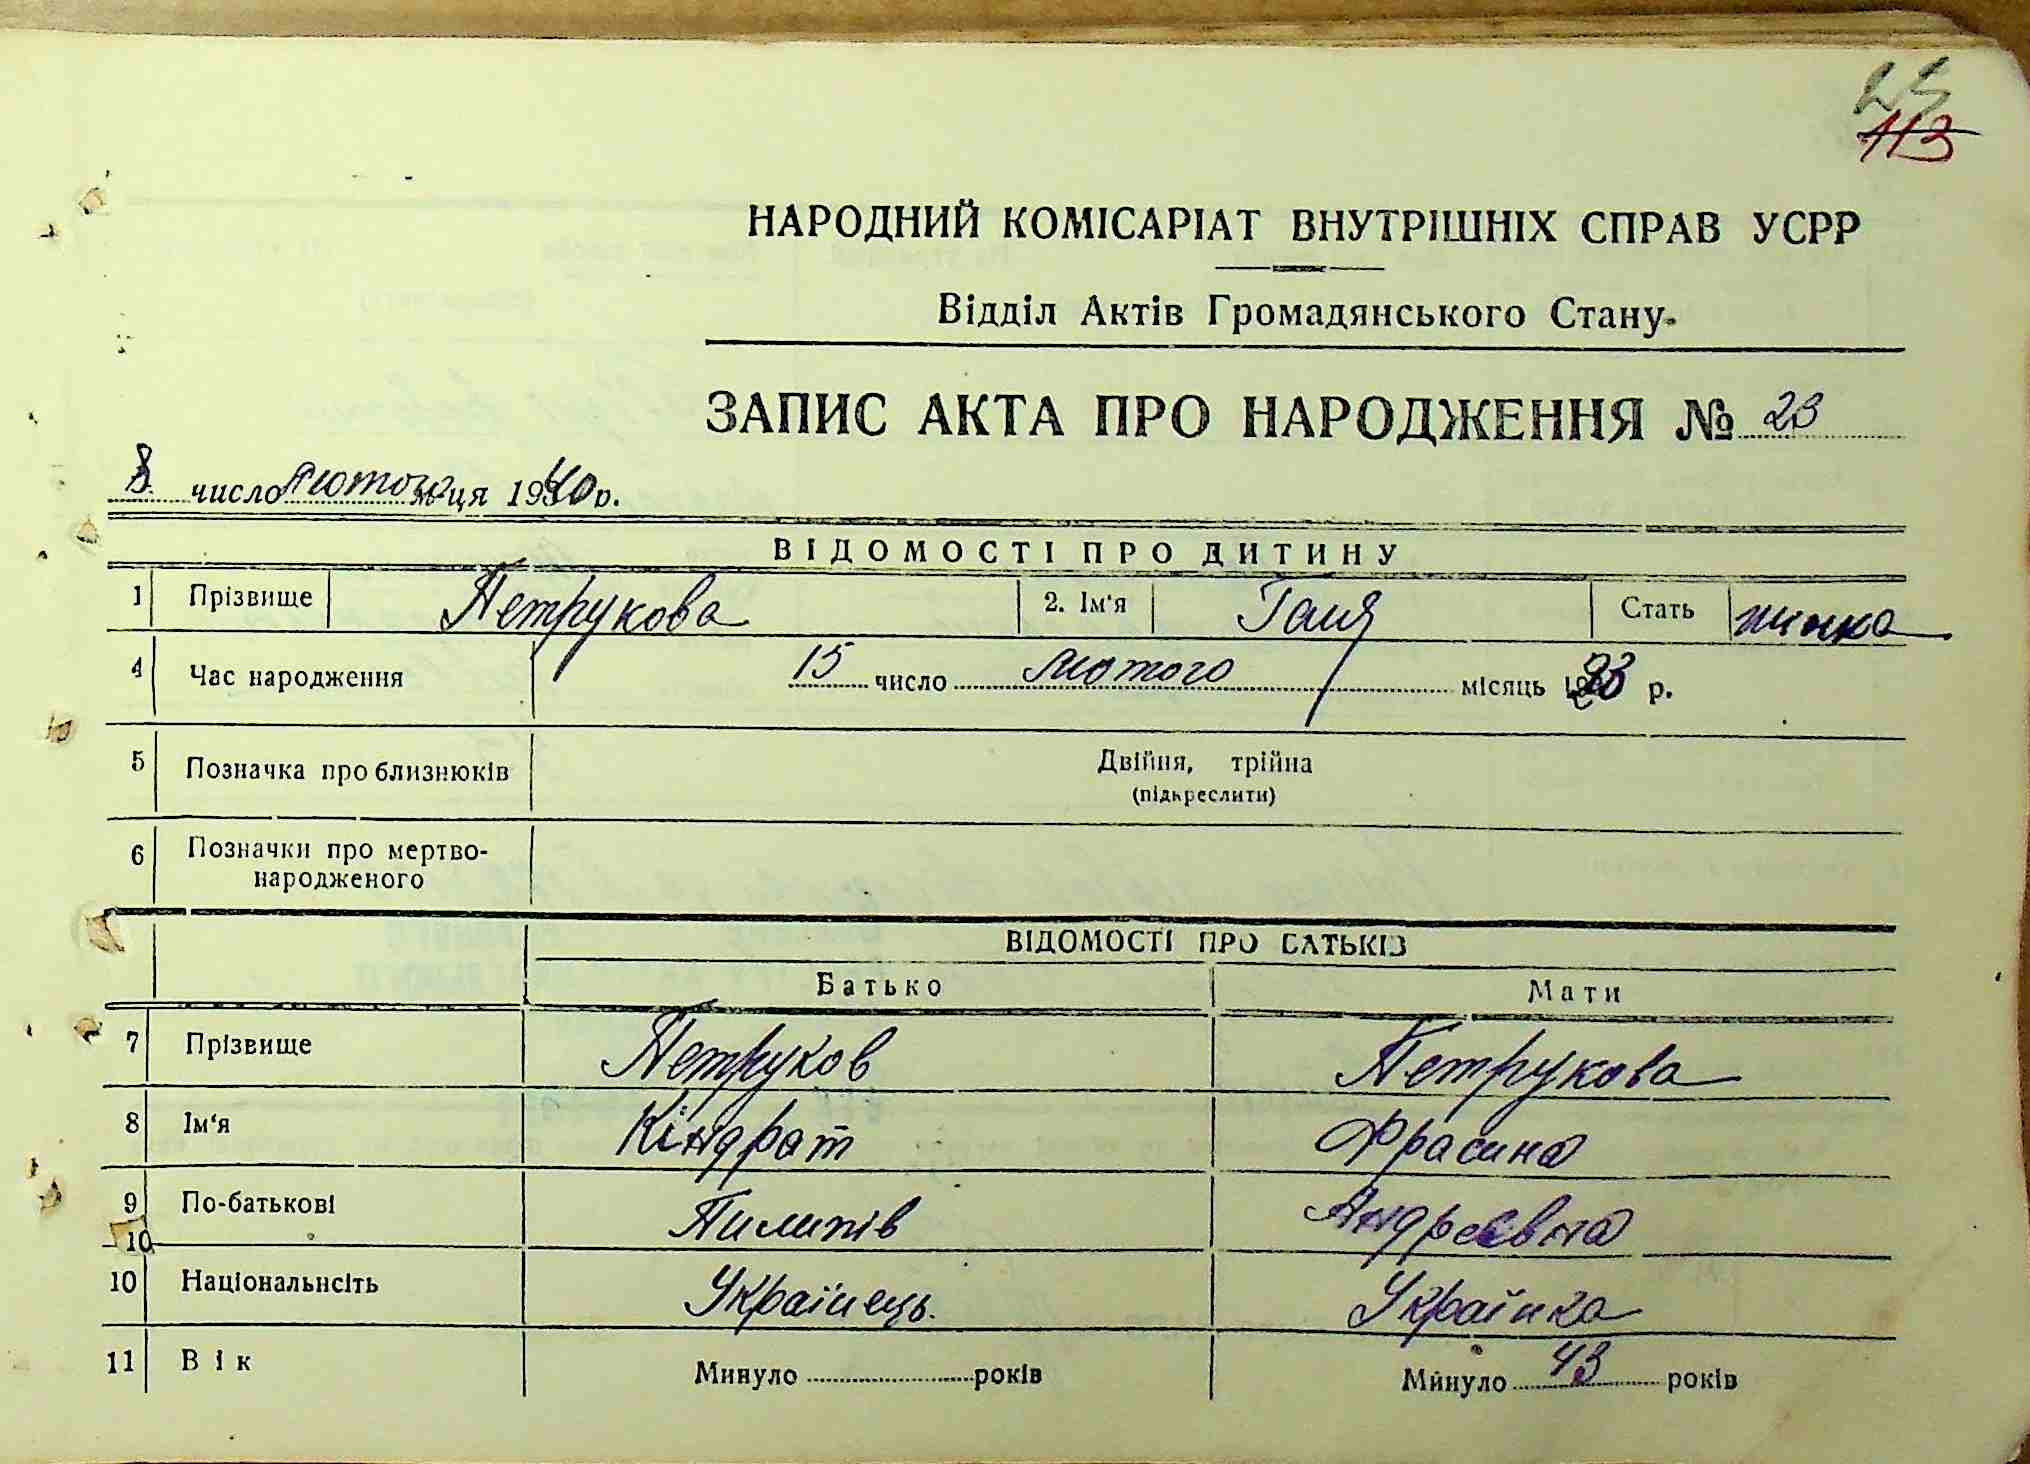 25
113
НАРОДНИЙ КОМІСАРІАТ ВНУТРІШНІХ СПРАВ УСРР
Відділ Актів Громадянського Стану.
ЗАПИС АКТА ПРО НАРОДЖЕННЯ № 23
8 число лютого м-ця 1940 р.
ВІДОМОСТІ ПРО ДИТИНУ
1 Прізвище Петрукова 2. Ім'я Галя Стать жінка
4 Час народження 15 число лютого місяць 1923 р.
5 Позначка про близнюків Двійня, трійна
(підкреслити)
6 Позначки про мертво-
народженого
ВІДОМОСТІ ПРО БАТЬКІВ
Батько Мати
7 Прізвище Петруков Петрукова
8 Ім'я Кіндрат Фрасина
9 По-батькові Пилипів Андреєвна
10
10 Національнсіть Українець. Українка
11 Вік Минуло років Минуло 43 років